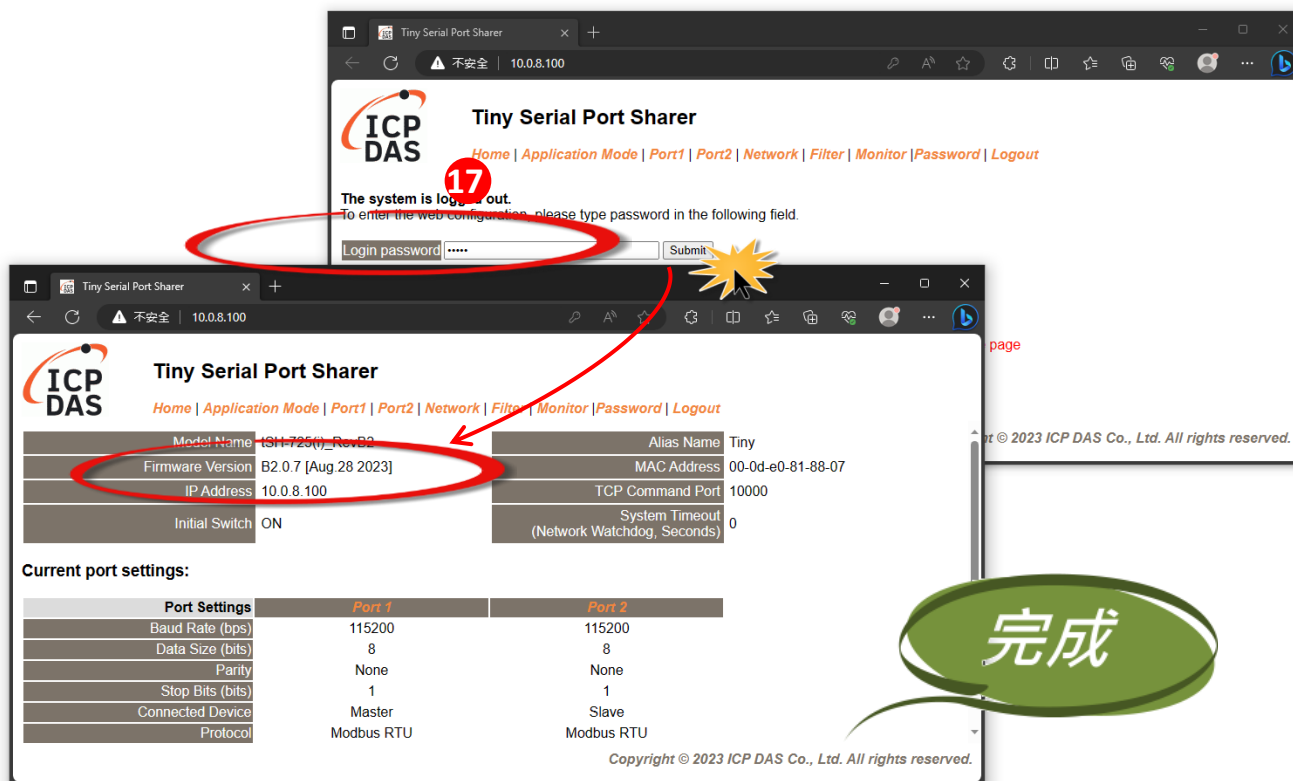 Tiny Serial Port Sharer
不安全 | 10.0.8.100
ICP DAS
Tiny Serial Port Sharer
Home | Application Mode | Port1 | Port2 | Network | Filter | Monitor |Password | Logout
17
The system is logged out.
To enter the web configuration, please type password in the following field.
Login password ••••• Submit
page
© 2023 ICP DAS Co., Ltd. All rights reserved.
Tiny Serial Port Sharer
不安全 | 10.0.8.100
ICP DAS
Tiny Serial Port Sharer
Home | Application Mode | Port1 | Port2 | Network | Filter | Monitor |Password | Logout
Model Name tSH-725(i)_RevB2 Alias Name Tiny
Firmware Version B2.0.7 [Aug.28 2023] MAC Address 00-0d-e0-81-88-07
IP Address 10.0.8.100 TCP Command Port 10000
Initial Switch ON System Timeout
(Network Watchdog, Seconds) 0
Current port settings:
Port Settings Port 1 Port 2
Baud Rate (bps) 115200 115200
Data Size (bits) 8 8
Parity None None
Stop Bits (bits) 1 1
Connected Device Master Slave
Protocol Modbus RTU Modbus RTU
Copyright © 2023 ICP DAS Co., Ltd. All rights reserved.
完成